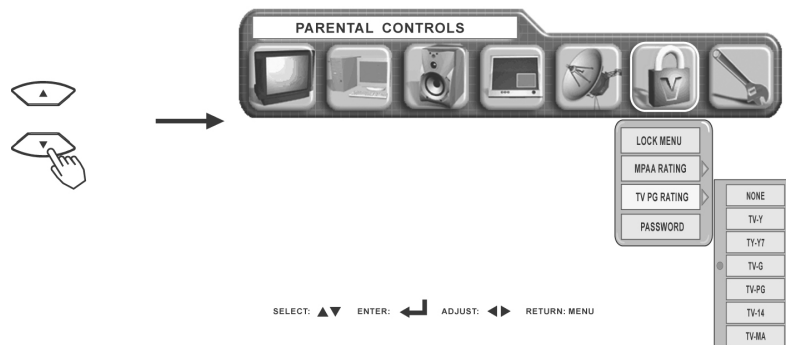 PARENTAL CONTROLS
LOCK MENU
MPAA RATING
TV PG RATING
PASSWORD
NONE
TV-Y
TY-Y7
TV-G
TV-PG
TV-14
TV-MA
SELECT: ▲▼ ENTER: ADJUST: ◀▶ RETURN: MENU